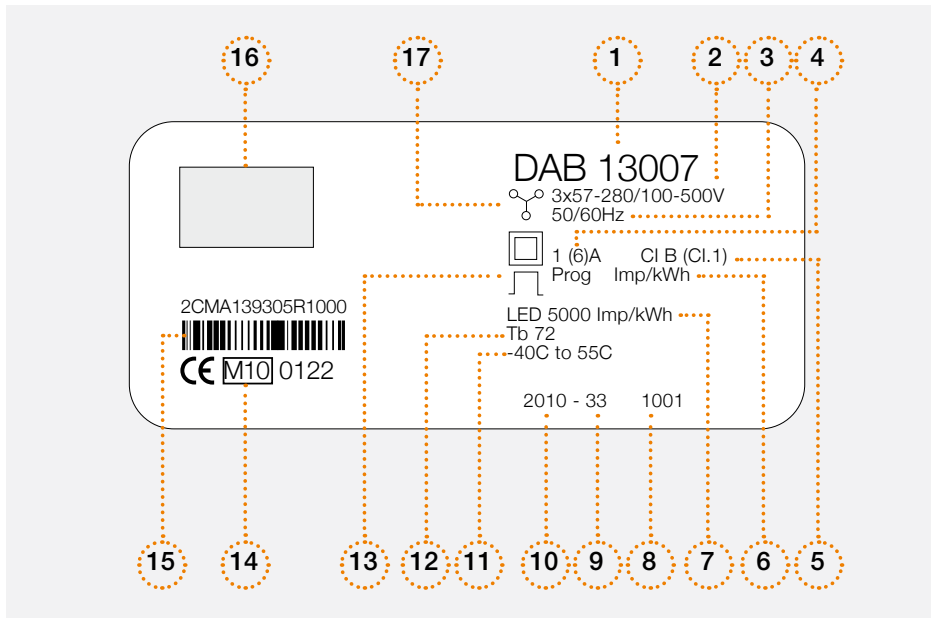 16 17 1 2 3 4
DAB 13007
3x57-280/100-500V
50/60Hz
1 (6)A Cl B (Cl.1)
Prog Imp/kWh
2CMA139305R1000
LED 5000 Imp/kWh
Tb 72
-40C to 55C
CE M10 0122
2010 - 33 1001
15 14 13 12 11 10 9 8 7 6 5